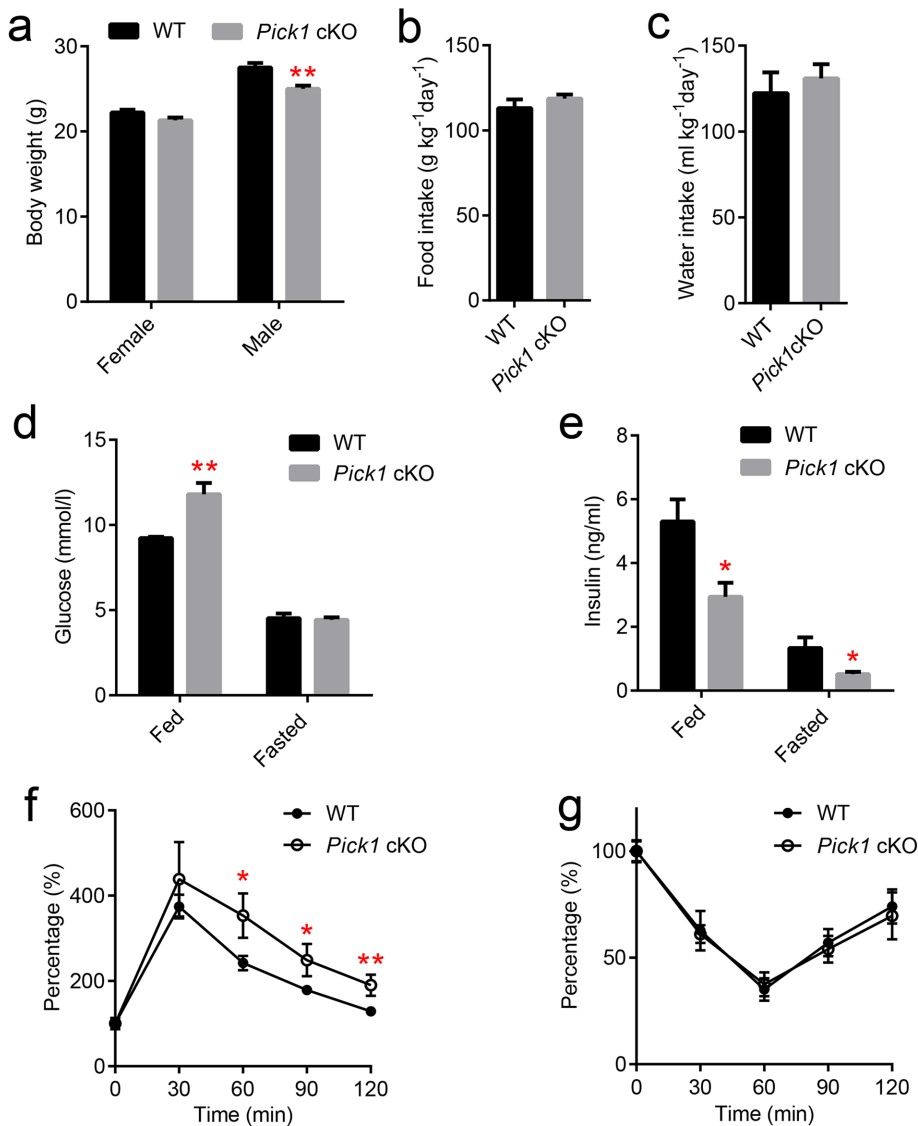 a
WT
Pick1 cKO
Body weight (g)
30
20
10
0
**
Female
Male
b
Food intake (g kg⁻¹day⁻¹)
150
100
50
0
WT
Pick1 cKO
c
Water intake (ml kg⁻¹day⁻¹)
150
100
50
0
WT
Pick1cKO
d
WT
Pick1 cKO
Glucose (mmol/l)
15
10
5
0
**
Fed
Fasted
e
WT
Pick1 cKO
Insulin (ng/ml)
8
6
4
2
0
*
*
Fed
Fasted
f
WT
Pick1 cKO
Percentage (%)
600
400
200
0
*
*
**
0 30 60 90 120
Time (min)
g
WT
Pick1 cKO
Percentage (%)
100
50
0
0 30 60 90 120
Time (min)